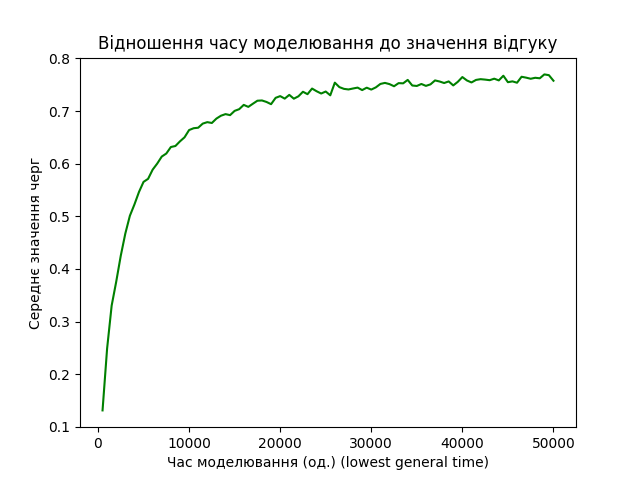 Відношення часу моделювання до значення відгуку
0.8
0.7
0.6
0.5
0.4
0.3
0.2
0.1
Середнє значення черг
0 10000 20000 30000 40000 50000
Час моделювання (од.) (lowest general time)